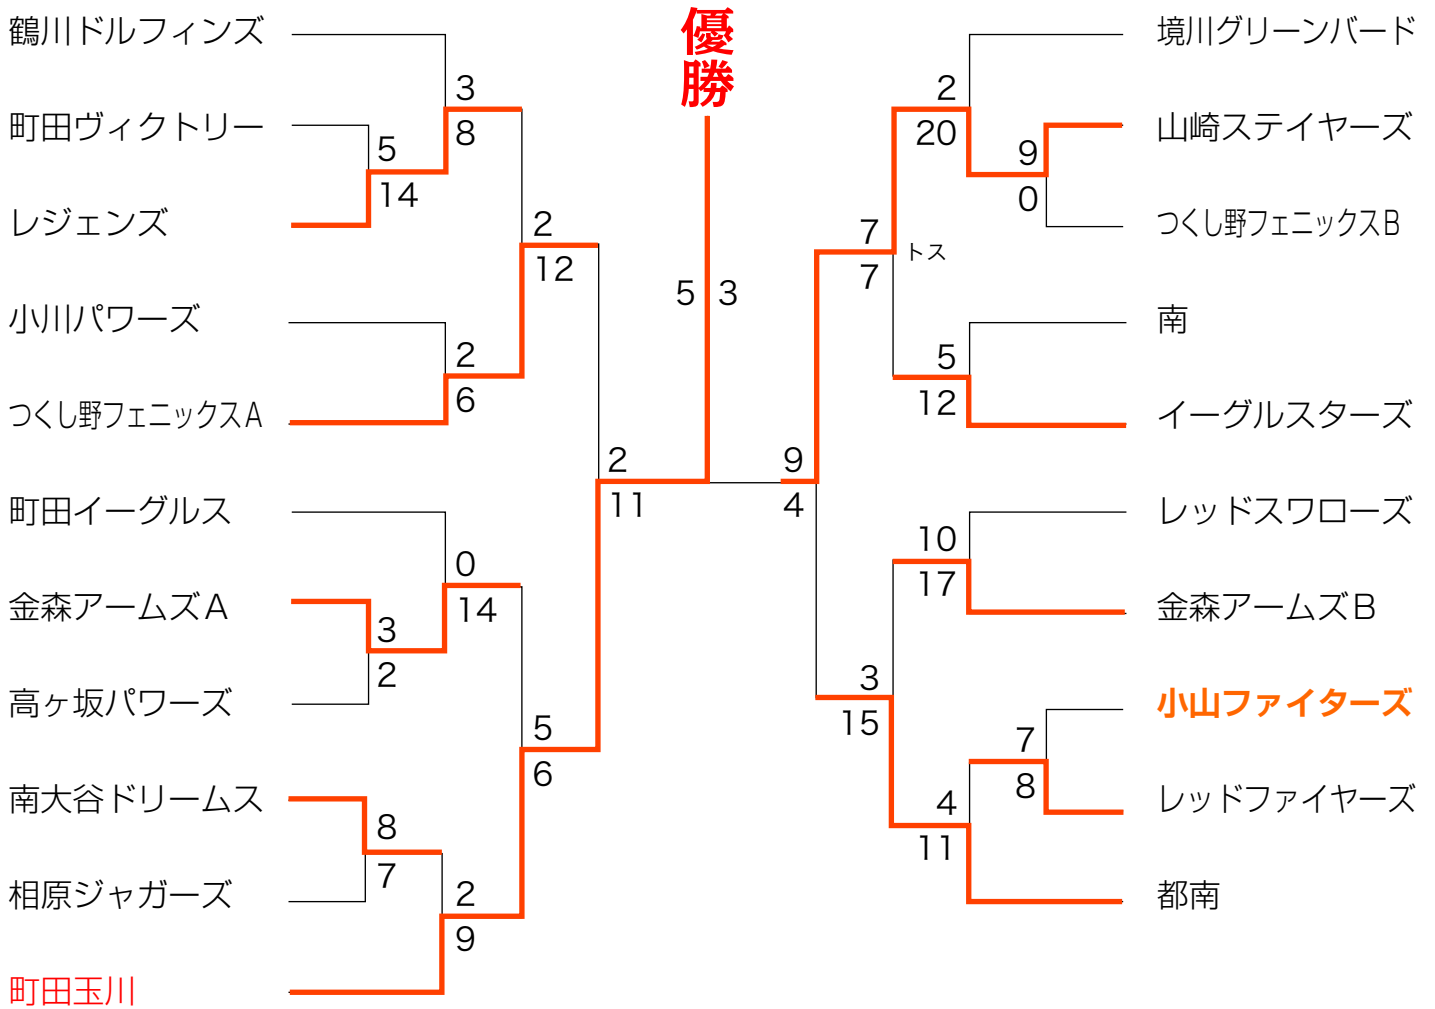 優勝
鶴川ドルフィンズ
町田ヴィクトリー
レジェンズ
小川パワーズ
つくし野フェニックスA
町田イーグルス
金森アームズA
高ヶ坂パワーズ
南大谷ドリームス
相原ジャガーズ
町田玉川
3
8
5
14
2
12
2
6
2
11
0
14
3
2
5
6
8
7
2
9
5 3
境川グリーンバード
山崎ステイヤーズ
つくし野フェニックスB
南
イーグルスターズ
レッドスワローズ
金森アームズB
小山ファイターズ
レッドファイヤーズ
都南
2
20
9
0
7
トス
7
5
12
9
4
10
17
3
15
7
8
4
11